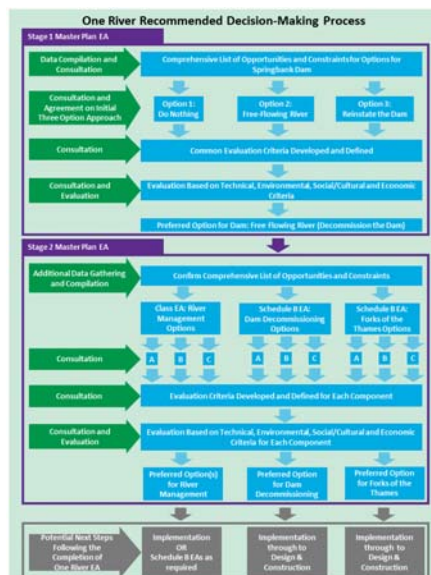 One River Recommended Decision-Making Process
Stage 1 Master Plan EA
Data Compilation and
Consultation
Comprehensive List of Opportunities and Constraints for Options for
Springbank Dam
Consultation and
Agreement on Initial
Three Option Approach
Option 1:
Do Nothing
Option 2:
Free-Flowing River
Option 3:
Reinstate the Dam
Consultation
Common Evaluation Criteria Developed and Defined
Consultation and
Evaluation
Evaluation Based on Technical, Environmental, Social/Cultural and Economic
Criteria
Preferred Option for Dam: Free Flowing River (Decommission the Dam)
Stage 2 Master Plan EA
Additional Data Gathering
and Compilation
Confirm Comprehensive List of Opportunities and Constraints
Class EA: River
Management
Options
Schedule B EA:
Dam Decommissioning
Options
Schedule B EA:
Forks of the
Thames Options
Consultation
A B C
A B C
A B C
Consultation
Evaluation Criteria Developed and Defined for Each Component
Consultation and
Evaluation
Evaluation Based on Technical, Environmental, Social/Cultural and Economic
Criteria for Each Component
Preferred Option(s)
for River
Management
Preferred Option
for Dam
Decommissioning
Preferred Option
for Forks of the
Thames
Potential Next Steps
Following the
Completion of
One River EA
Implementation
OR
Schedule B EAs as
required
Implementation
through to
Design &
Construction
Implementation
through to
Design &
Construction